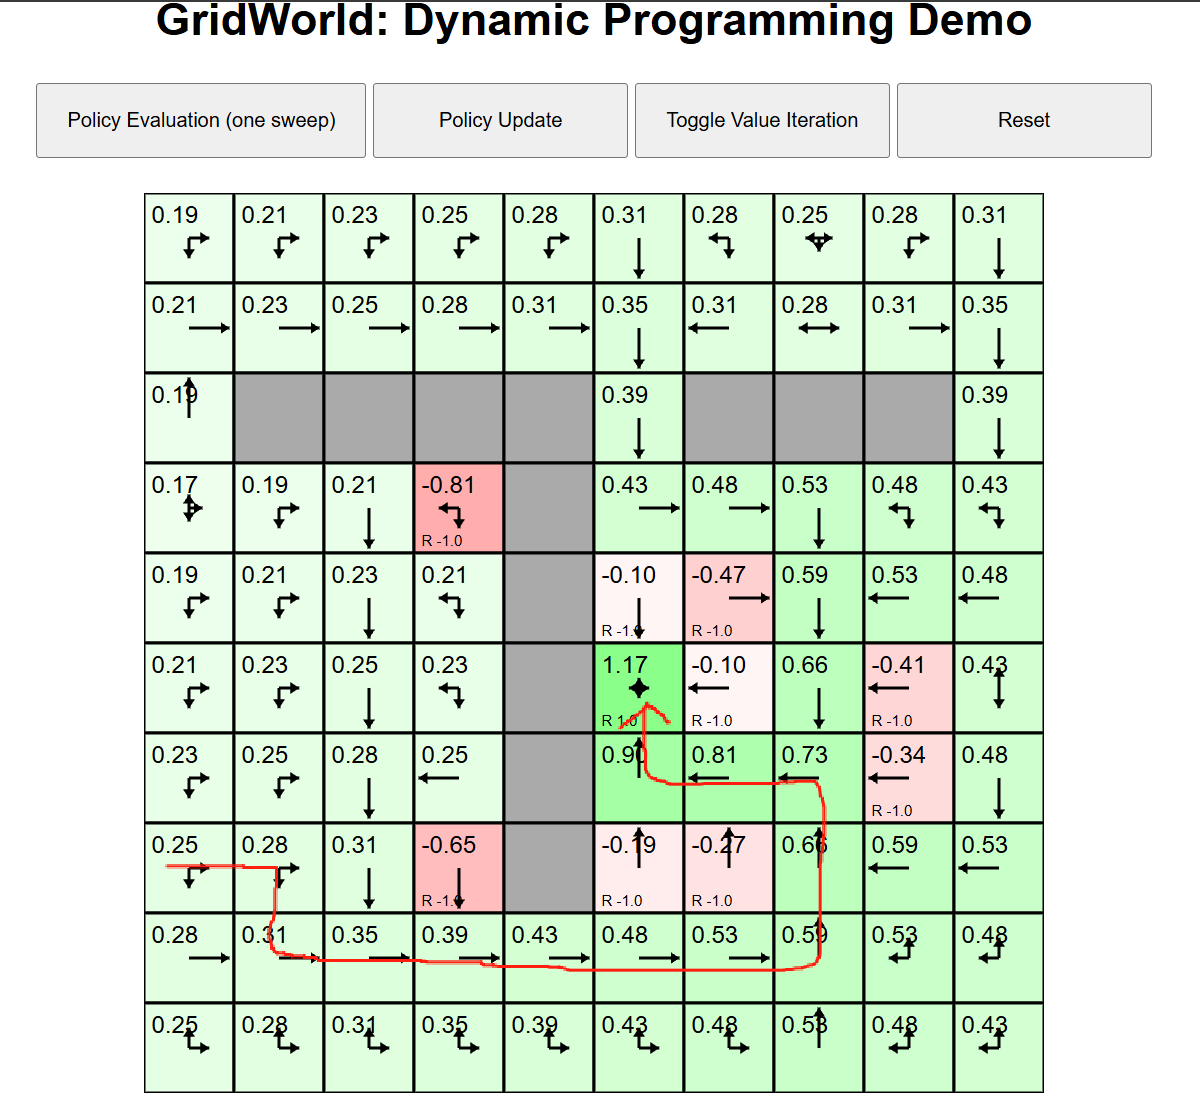 GridWorld: Dynamic Programming Demo
Policy Evaluation (one sweep) Policy Update Toggle Value Iteration Reset
0.19 0.21 0.23 0.25 0.28 0.31 0.28 0.25 0.28 0.31
0.21 0.23 0.25 0.28 0.31 0.35 0.31 0.28 0.31 0.35
0.19 0.39 0.39
0.17 0.19 0.21 -0.81 0.43 0.48 0.53 0.48 0.43
R -1.0
0.19 0.21 0.23 0.21 -0.10 -0.47 0.59 0.53 0.48
R -1.0 R -1.0
0.21 0.23 0.25 0.23 1.17 -0.10 0.66 -0.41 0.43
R 1.0 R -1.0 R -1.0
0.23 0.25 0.28 0.25 0.90 0.81 0.73 -0.34 0.48
R -1.0
0.25 0.28 0.31 -0.65 -0.19 -0.27 0.66 0.59 0.53
R -1.0 R -1.0 R -1.0
0.28 0.31 0.35 0.39 0.43 0.48 0.53 0.59 0.53 0.48
0.25 0.28 0.31 0.35 0.39 0.43 0.48 0.53 0.48 0.43